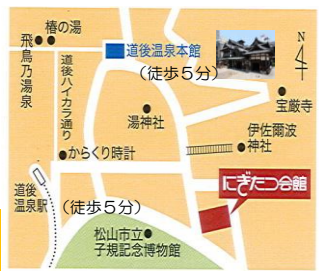 椿の湯
飛鳥乃湯泉
道後温泉本館
(徒歩５分)
N
4
道後ハイカラ通り
湯神社
宝厳寺
伊佐爾波
神社
からくり時計
にぎたつ会館
道後
温泉駅
(徒歩５分)
松山市立
子規記念博物館